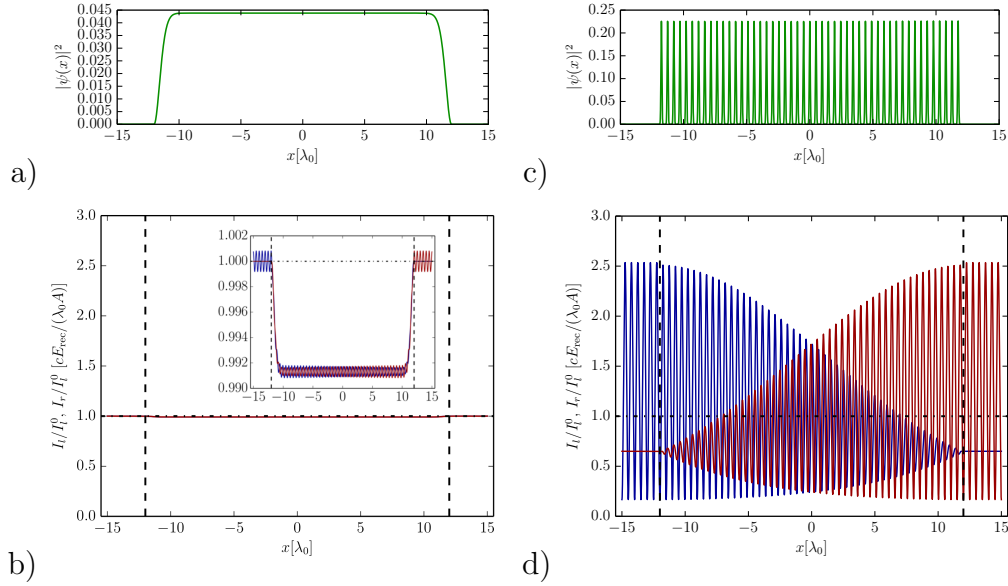 0.045
0.040
0.035
0.030
0.025
0.020
0.015
0.010
0.005
0.000
|ψ(x)|²
−15 −10 −5 0 5 10 15
x[λ₀]
a)
0.25
0.20
0.15
0.10
0.05
0.00
|ψ(x)|²
−15 −10 −5 0 5 10 15
x[λ₀]
c)
3.0
2.5
2.0
1.5
1.0
0.5
0.0
I_l/I_l^0, I_r/I_l^0 [cE_rec/(λ₀A)]
1.002
1.000
0.998
0.996
0.994
0.992
0.990
−15 −10 −5 0 5 10 15
−15 −10 −5 0 5 10 15
x[λ₀]
b)
3.0
2.5
2.0
1.5
1.0
0.5
0.0
I_l/I_l^0, I_r/I_l^0 [cE_rec/(λ₀A)]
−15 −10 −5 0 5 10 15
x[λ₀]
d)